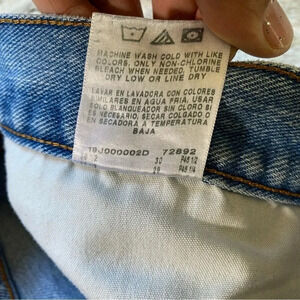 MACHINE WASH COLD WITH LIKE
COLORS, ONLY NON-CHLORINE
BLEACH WHEN NEEDED, TUMBLE
DRY LOW OR LINE DRY
LAVAR EN LAVADORA CON COLORES
SIMILARES EN AGUA FRIA, USAR
SOLO BLANQUEADOR SIN CLORO SI
ES NECESARIO, SECAR COLGADO O
EN SECADORA A TEMPERATURA
BAJA
72892
30